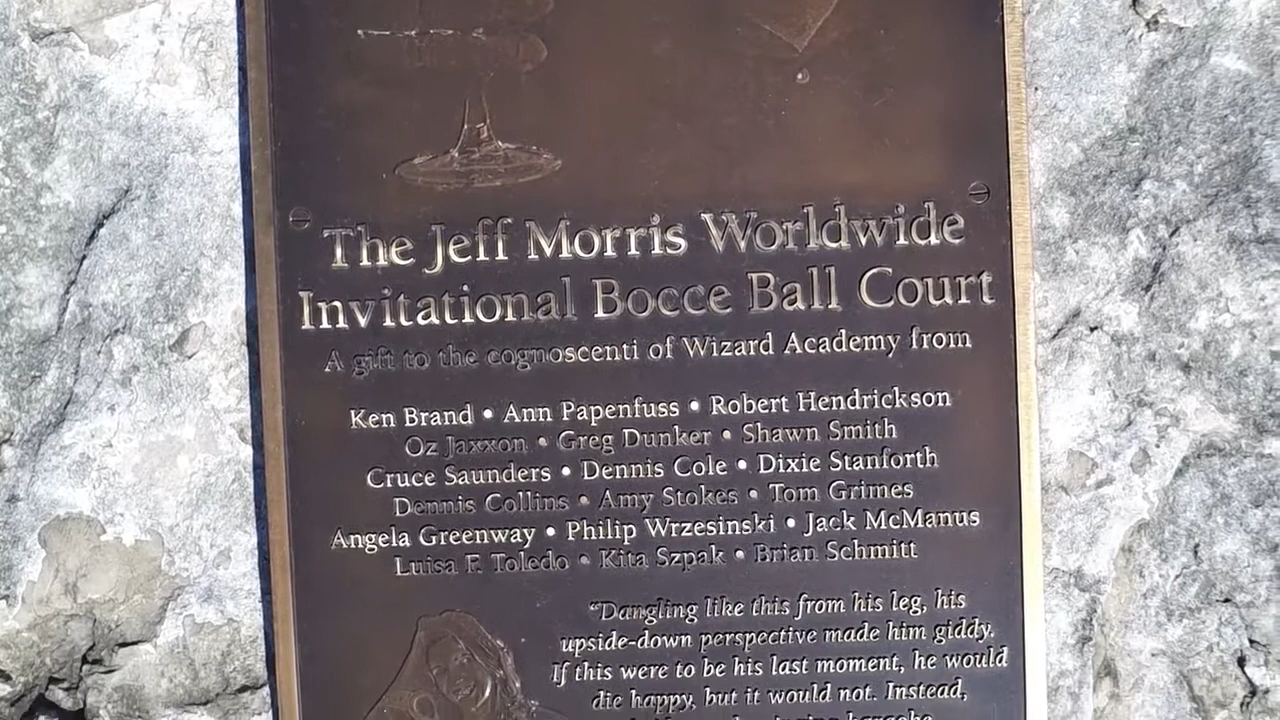 The Jeff Morris Worldwide
Invitational Bocce Ball Court
A gift to the cognoscenti of Wizard Academy from
Ken Brand • Ann Papenfuss • Robert Hendrickson
Oz Jaxxon • Greg Dunker • Shawn Smith
Cruce Saunders • Dennis Cole • Dixie Stanforth
Dennis Collins • Amy Stokes • Tom Grimes
Angela Greenway • Philip Wrzesinski • Jack McManus
Luisa F. Toledo • Kita Szpak • Brian Schmitt
“Dangling like this from his leg, his
upside-down perspective made him giddy.
If this were to be his last moment, he would
die happy, but it would not. Instead,
karaoke